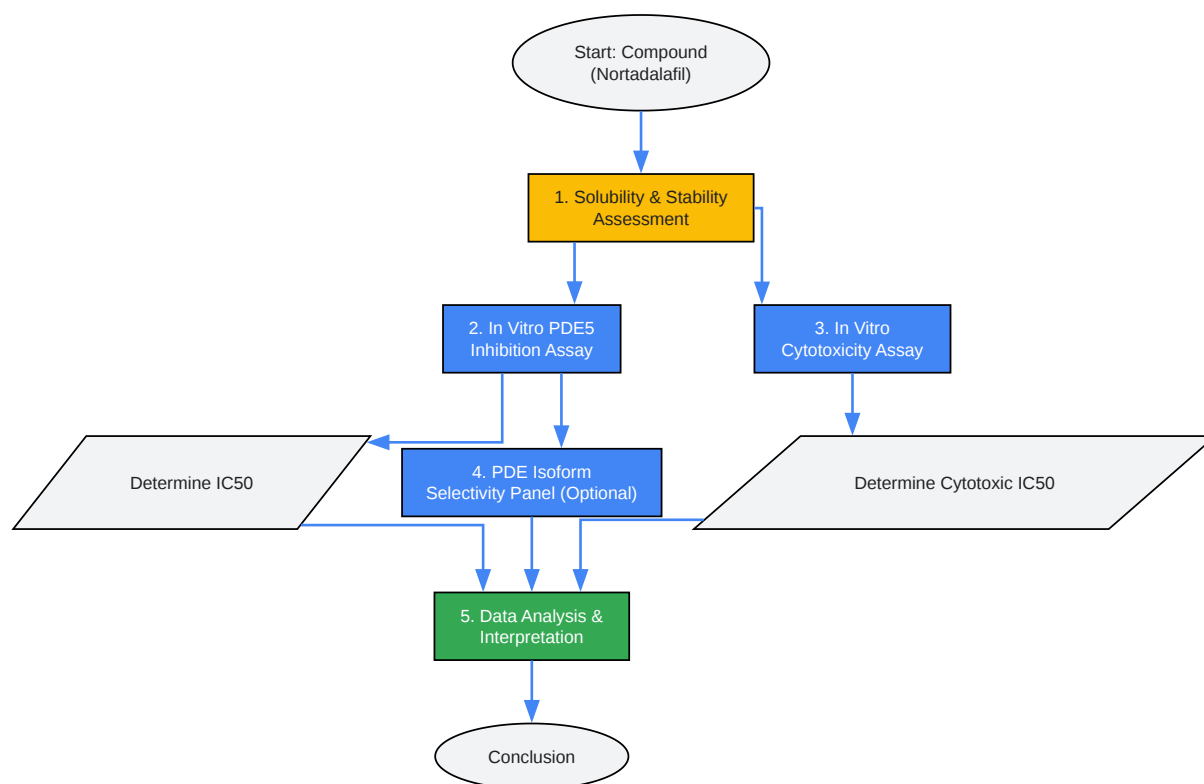 Start: Compound
(Nortadalafil)
1. Solubility & Stability
Assessment
2. In Vitro PDE5
Inhibition Assay
3. In Vitro
Cytotoxicity Assay
Determine IC50
4. PDE Isoform
Selectivity Panel (Optional)
Determine Cytotoxic IC50
5. Data Analysis &
Interpretation
Conclusion